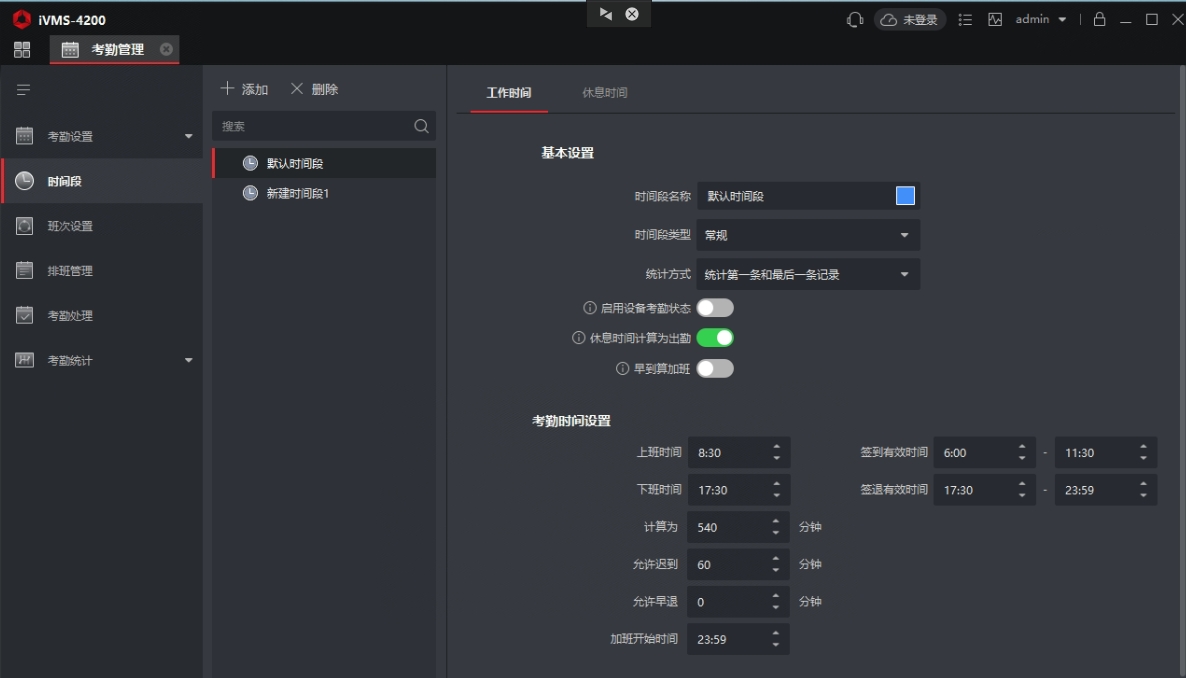 iVMS-4200
未登录
admin
考勤管理
添加 删除
工作时间 休息时间
搜索
考勤设置
默认时间段
时间段
新建时间段1
班次设置
排班管理
考勤处理
考勤统计
基本设置
时间段名称 默认时间段
时间段类型 常规
统计方式 统计第一条和最后一条记录
启用设备考勤状态
休息时间计算为出勤
早到算加班
考勤时间设置
上班时间 8:30 签到有效时间 6:00 - 11:30
下班时间 17:30 签退有效时间 17:30 - 23:59
计算为 540 分钟
允许迟到 60 分钟
允许早退 0 分钟
加班开始时间 23:59